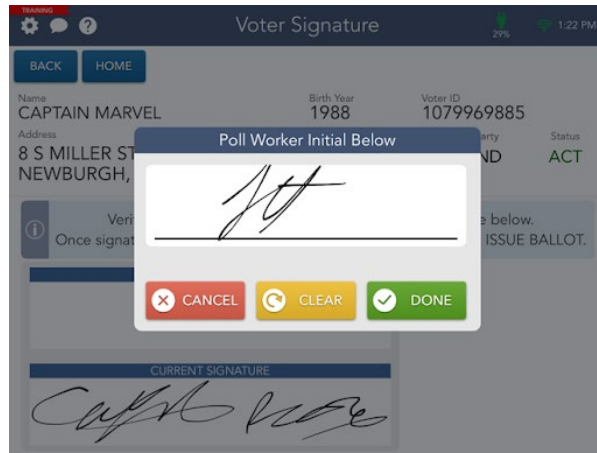 TRAINING
Voter Signature
29%
1:22 PM
BACK HOME
Name Birth Year Voter ID
CAPTAIN MARVEL 1988 1079969885
Address arty Status
8 S MILLER ST ND ACT
NEWBURGH,
Poll Worker Initial Below
Veri e below.
Once signat ISSUE BALLOT.
CANCEL CLEAR DONE
CURRENT SIGNATURE